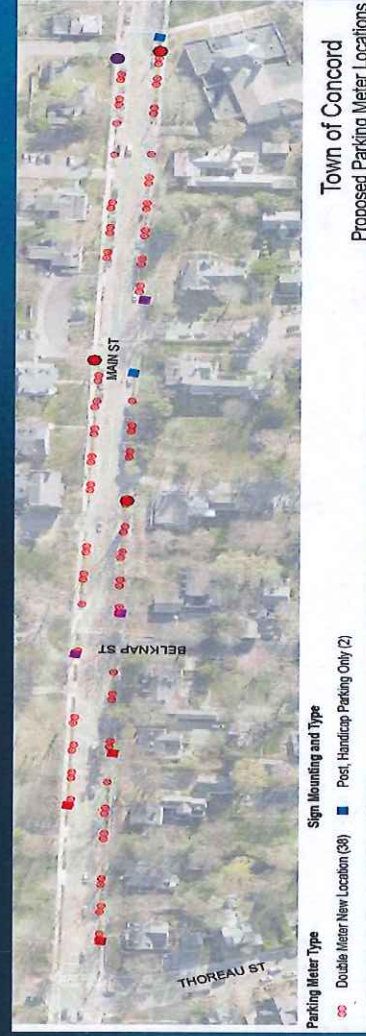 MAIN ST
BELKNAP ST
THOREAU ST
Town of Concord
Proposed Parking Meter Locations
Parking Meter Type
Sign Mounting and Type
Double Meter New Location (38)
Post, Handicap Parking Only (2)